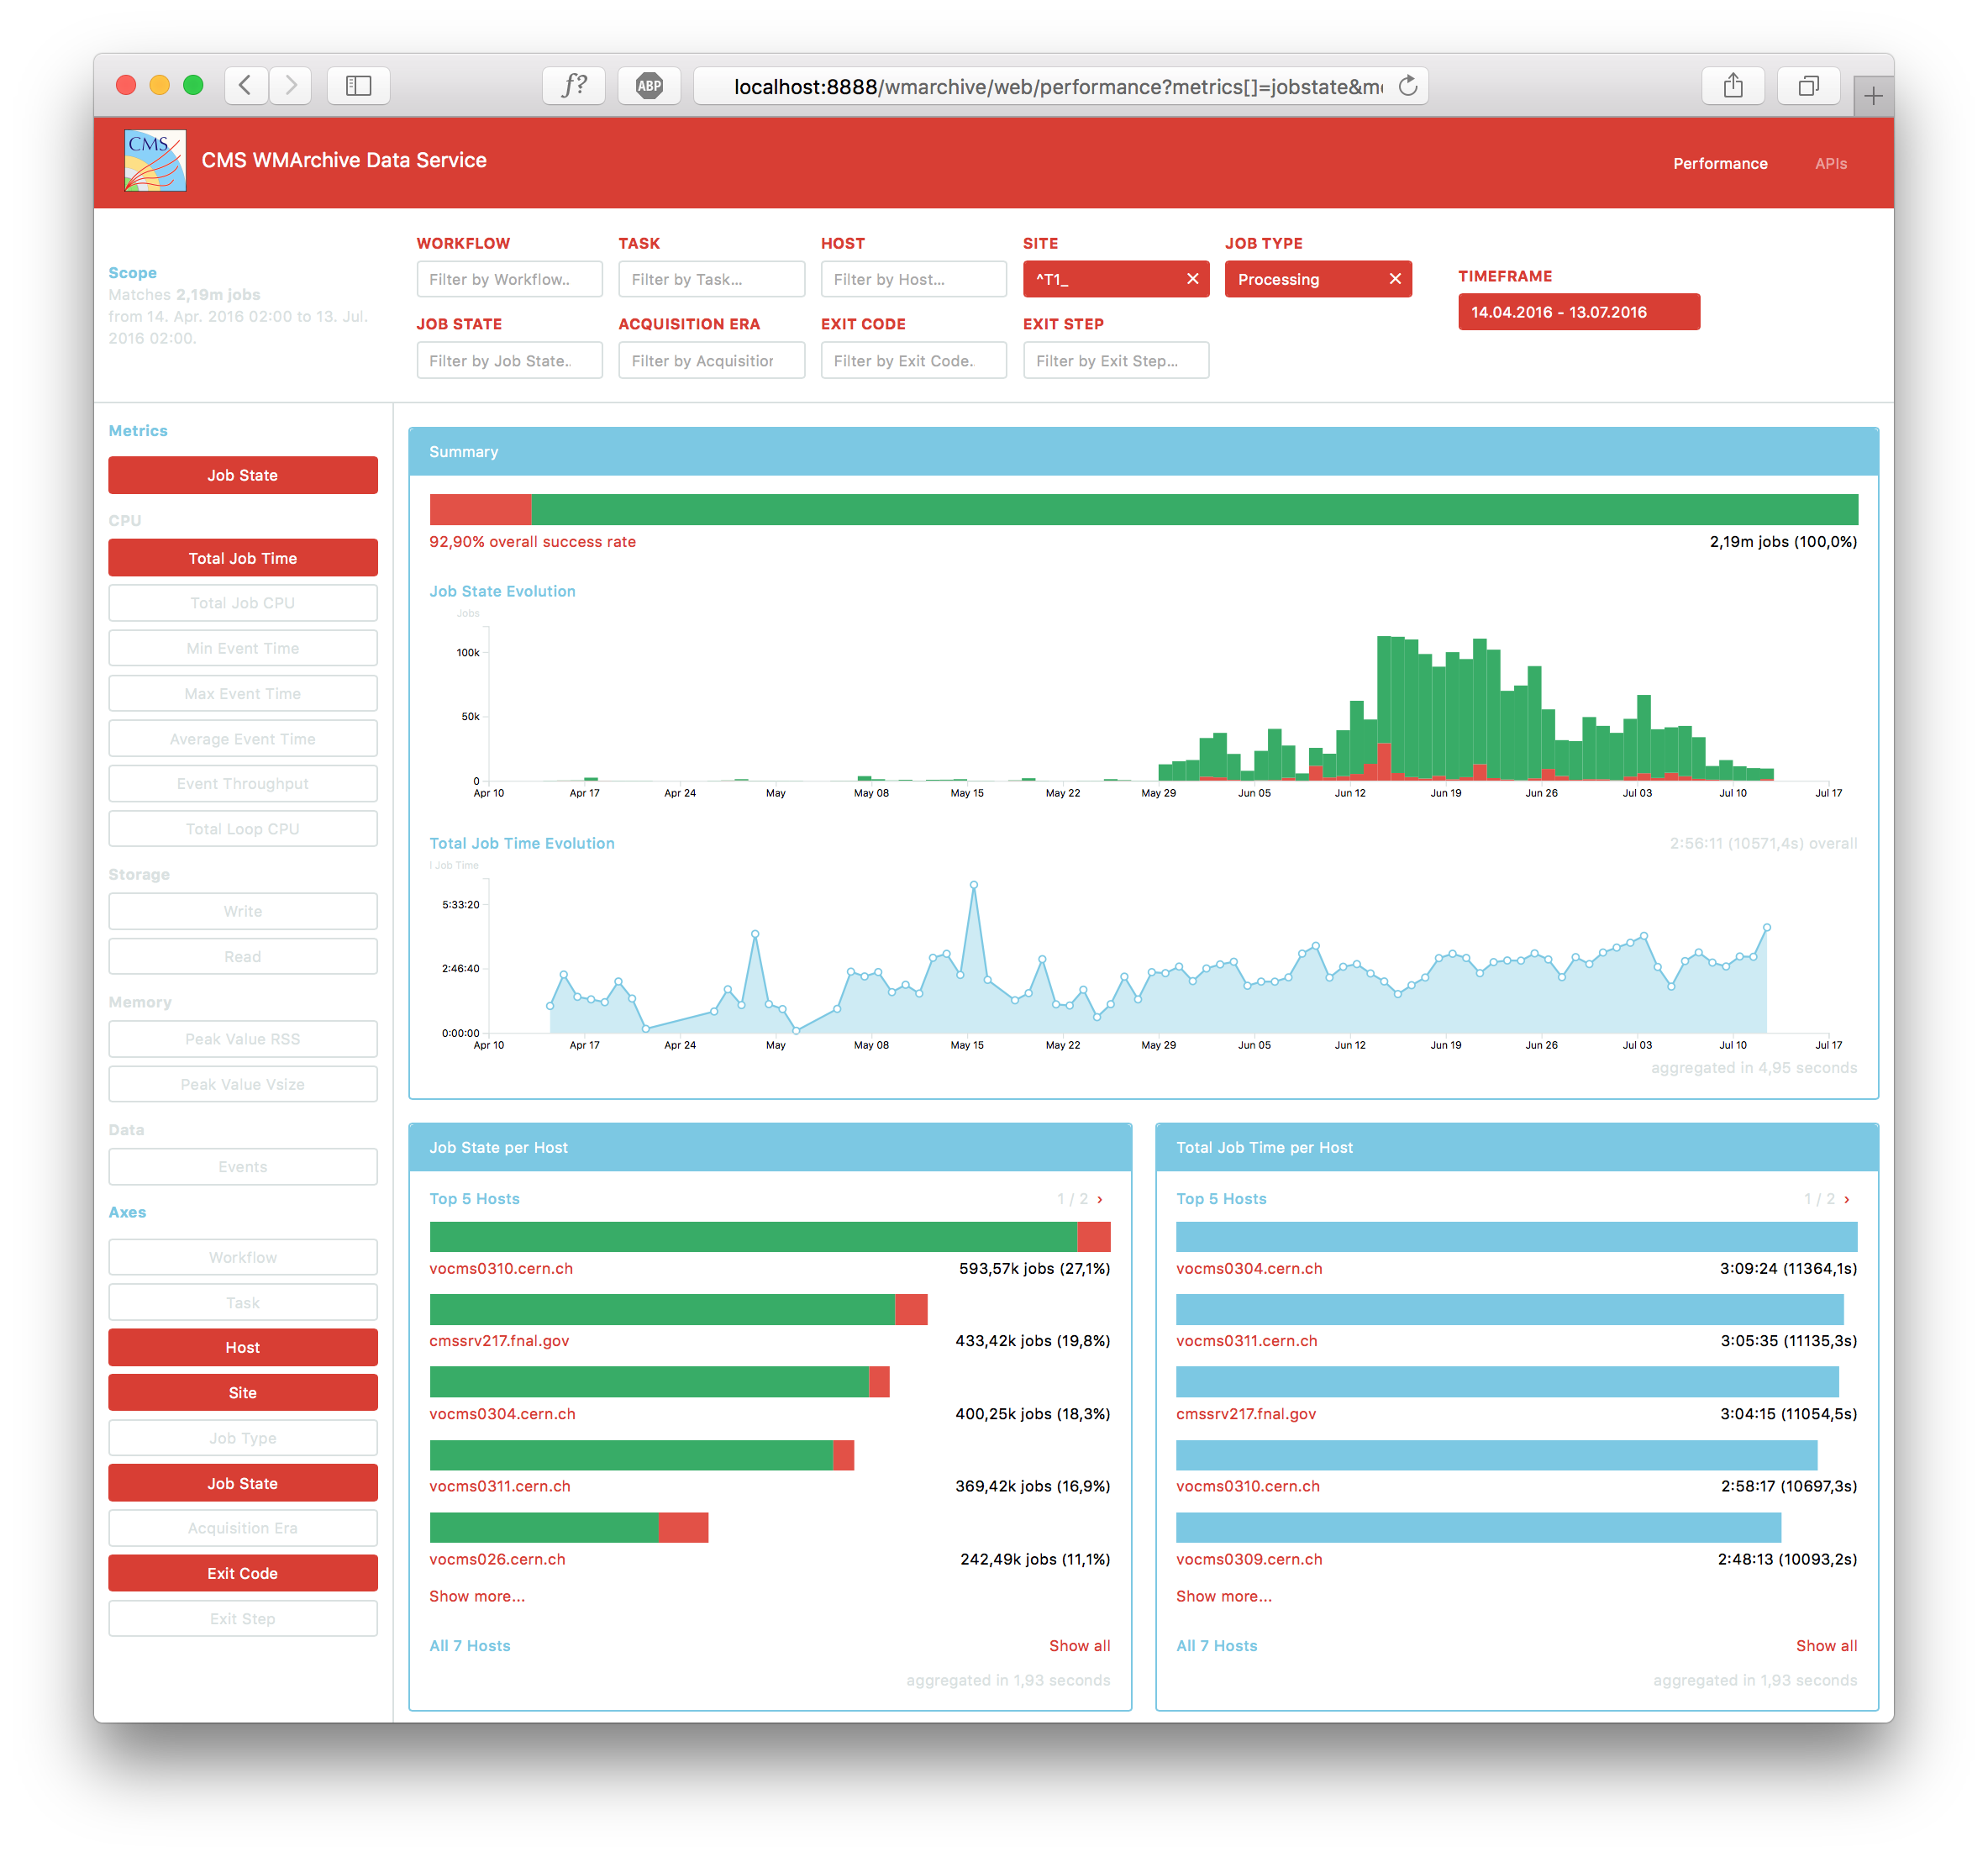 f?
ABP
localhost:8888/wmarchive/web/performance?metrics[]=jobstate&m
CMS
CMS WMArchive Data Service
Performance
APIs
Scope
Matches 2,19m jobs
from 14. Apr. 2016 02:00 to 13. Jul.
2016 02:00.
WORKFLOW
TASK
HOST
SITE
JOB TYPE
Filter by Workflow..
Filter by Task...
Filter by Host...
^T1_
Processing
TIMEFRAME
14.04.2016 - 13.07.2016
JOB STATE
ACQUISITION ERA
EXIT CODE
EXIT STEP
Filter by Job State..
Filter by Acquisition
Filter by Exit Code.
Filter by Exit Step...
Metrics
Job State
CPU
Total Job Time
Total Job CPU
Min Event Time
Max Event Time
Average Event Time
Event Throughput
Total Loop CPU
Storage
Write
Read
Memory
Peak Value RSS
Peak Value Vsize
Data
Events
Axes
Workflow
Task
Host
Site
Job Type
Job State
Acquisition Era
Exit Code
Exit Step
Summary
92,90% overall success rate
2,19m jobs (100,0%)
Job State Evolution
Jobs
100k
50k
0
Apr 10 Apr 17 Apr 24 May May 08 May 15 May 22 May 29 Jun 05 Jun 12 Jun 19 Jun 26 Jul 03 Jul 10 Jul 17
Total Job Time Evolution
2:56:11 (10571,4s) overall
l Job Time
5:33:20
2:46:40
0:00:00
Apr 10 Apr 17 Apr 24 May May 08 May 15 May 22 May 29 Jun 05 Jun 12 Jun 19 Jun 26 Jul 03 Jul 10 Jul 17
aggregated in 4,95 seconds
Job State per Host
Top 5 Hosts
1 / 2 ›
vocms0310.cern.ch
593,57k jobs (27,1%)
cmssrv217.fnal.gov
433,42k jobs (19,8%)
vocms0304.cern.ch
400,25k jobs (18,3%)
vocms0311.cern.ch
369,42k jobs (16,9%)
vocms026.cern.ch
242,49k jobs (11,1%)
Show more...
All 7 Hosts
Show all
aggregated in 1,93 seconds
Total Job Time per Host
Top 5 Hosts
1 / 2 ›
vocms0304.cern.ch
3:09:24 (11364,1s)
vocms0311.cern.ch
3:05:35 (11135,3s)
cmssrv217.fnal.gov
3:04:15 (11054,5s)
vocms0310.cern.ch
2:58:17 (10697,3s)
vocms0309.cern.ch
2:48:13 (10093,2s)
Show more...
All 7 Hosts
Show all
aggregated in 1,93 seconds